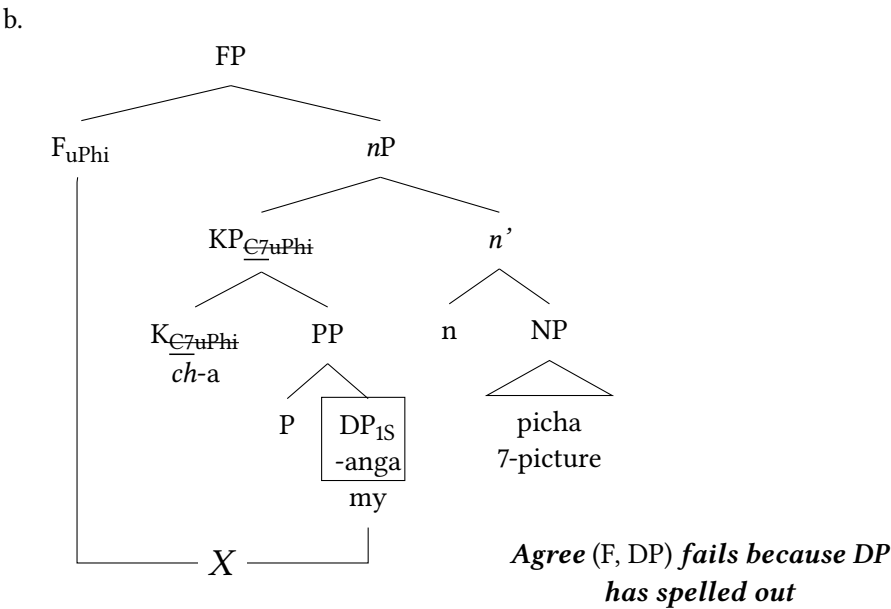 b.
FP
FuPhi nP
KPC7uPhi n’
KC7uPhi PP n NP
ch-a
P DP1S picha
-anga 7-picture
my
X Agree (F, DP) fails because DP
has spelled out